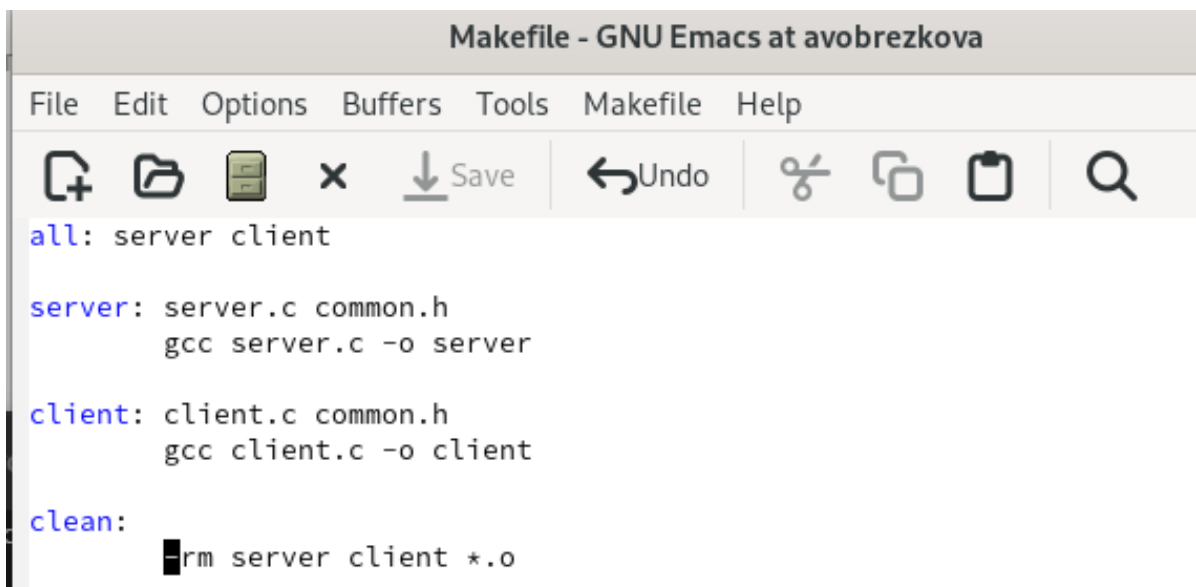 Makefile - GNU Emacs at avobrezkova
File Edit Options Buffers Tools Makefile Help
Save Undo
all: server client
server: server.c common.h
gcc server.c -o server
client: client.c common.h
gcc client.c -o client
clean:
-rm server client *.o